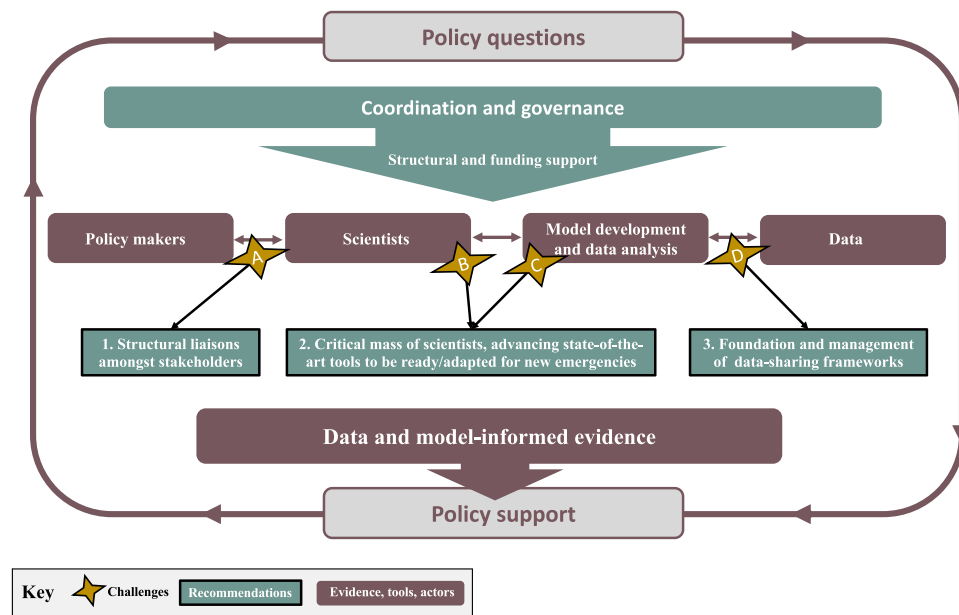 Policy questions
Coordination and governance
Structural and funding support
Policy makers
Scientists
Model development
and data analysis
Data
A
B
C
D
1. Structural liaisons
amongst stakeholders
2. Critical mass of scientists, advancing state-of-the-
art tools to be ready/adapted for new emergencies
3. Foundation and management
of data-sharing frameworks
Data and model-informed evidence
Policy support
Key
Challenges
Recommendations
Evidence, tools, actors